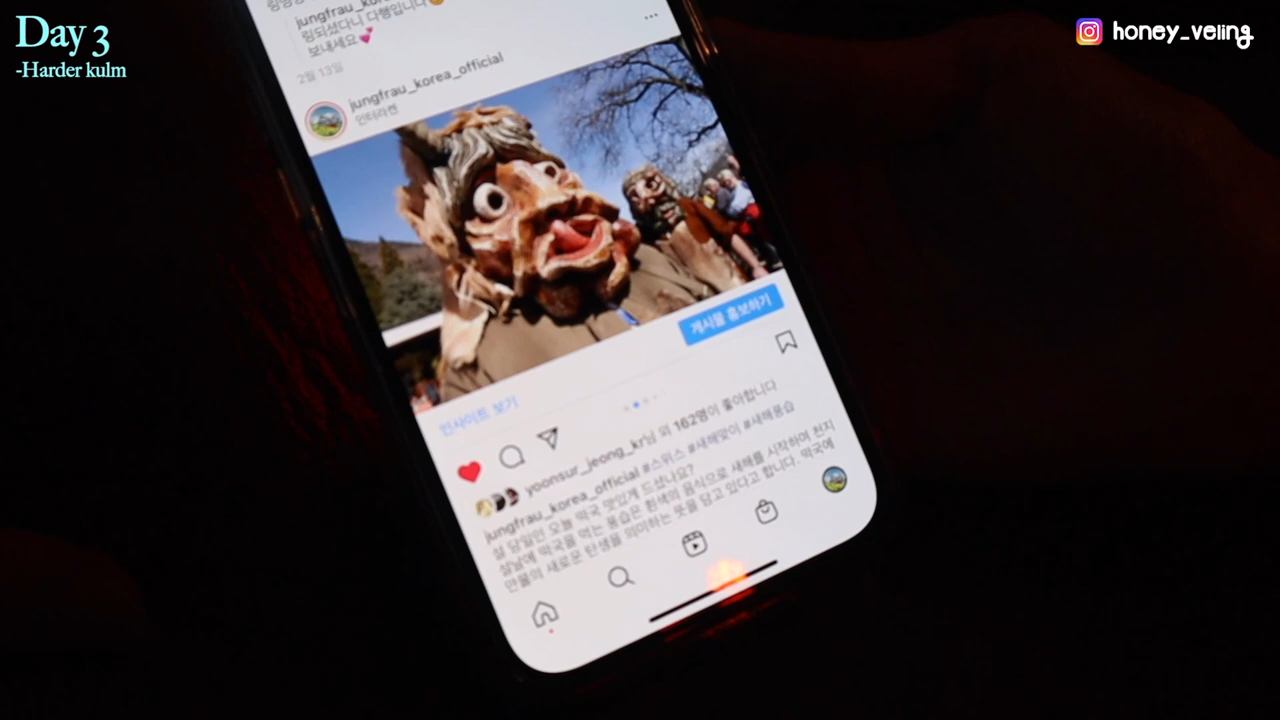 Day 3
-Harder kulm
honey_veling
jungfrau_kore
링되셨다니 다행입니다
보내세요💕
2월 13일
jungfrau_korea_official
인터라켄
게시물 홍보하기
인사이트 보기
yoonsur_jeong_kr님 외 162명이 좋아합니다
jungfrau_korea_official #스위스 #새해맞이 #새해풍습
설 당일인 오늘 떡국 맛있게 드셨나요?
설날에 떡국을 먹는 풍습은 흰색의 음식으로 새해를 시작하며 천지
만물의 새로운 탄생을 의미하는 뜻을 담고 있다고 합니다. 떡국에